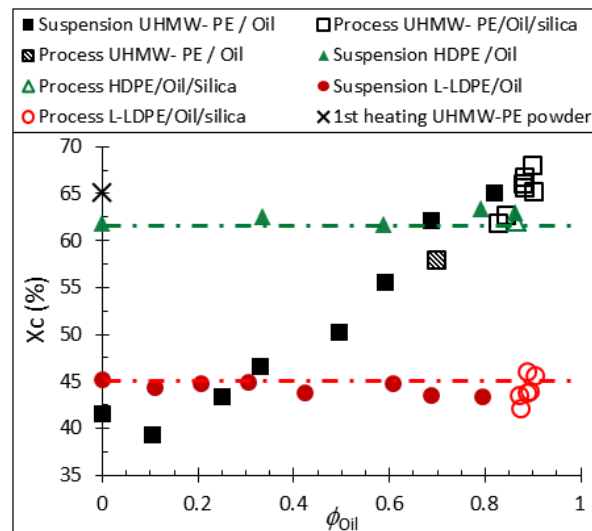 Suspension UHMW- PE / Oil
Process UHMW- PE/Oil/silica
Process UHMW- PE / Oil
Suspension HDPE /Oil
Process HDPE/Oil/Silica
Suspension L-LDPE/Oil
Process L-LDPE/Oil/silica
1st heating UHMW-PE powder
70
65
60
55
50
45
40
35
Xc (%)
0
0.2
0.4
0.6
0.8
1
ϕOil